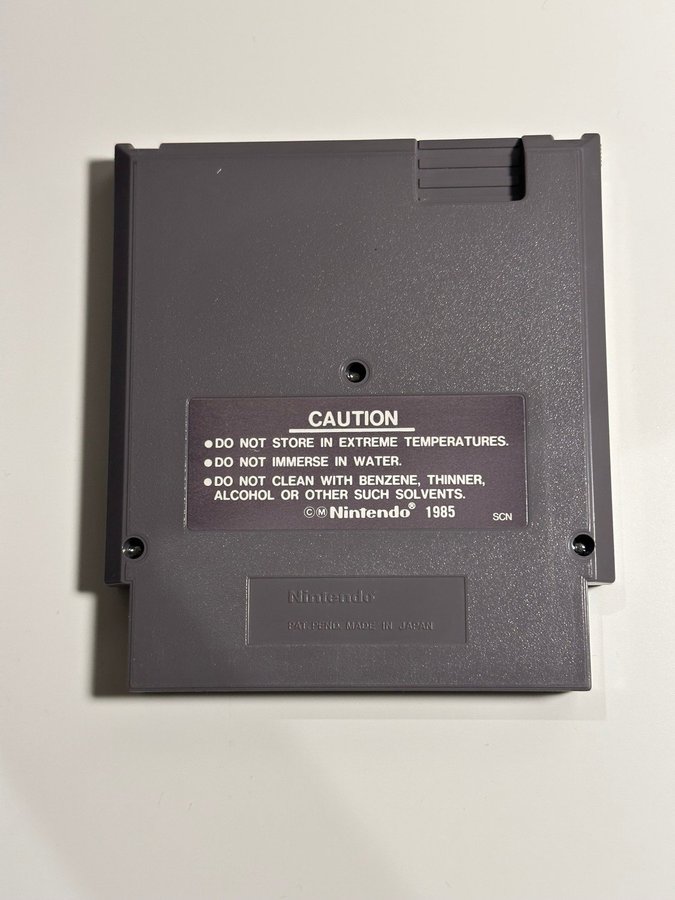 CAUTION
●DO NOT STORE IN EXTREME TEMPERATURES.
●DO NOT IMMERSE IN WATER.
●DO NOT CLEAN WITH BENZENE, THINNER,
ALCOHOL OR OTHER SUCH SOLVENTS.
©Ⓜ Nintendo® 1985
SCN
Nintendo®
PAT. PEND. MADE IN JAPAN